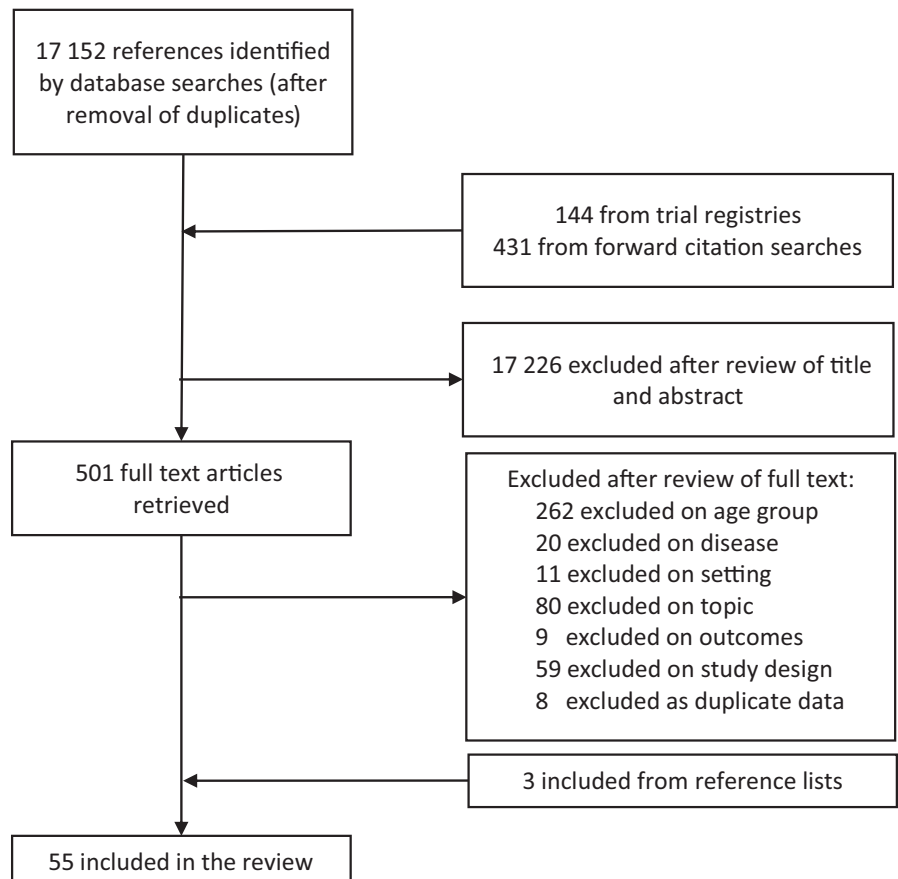 17 152 references identified
by database searches (after
removal of duplicates)
144 from trial registries
431 from forward citation searches
17 226 excluded after review of title
and abstract
501 full text articles
retrieved
Excluded after review of full text:
262 excluded on age group
20 excluded on disease
11 excluded on setting
80 excluded on topic
9 excluded on outcomes
59 excluded on study design
8 excluded as duplicate data
3 included from reference lists
55 included in the review